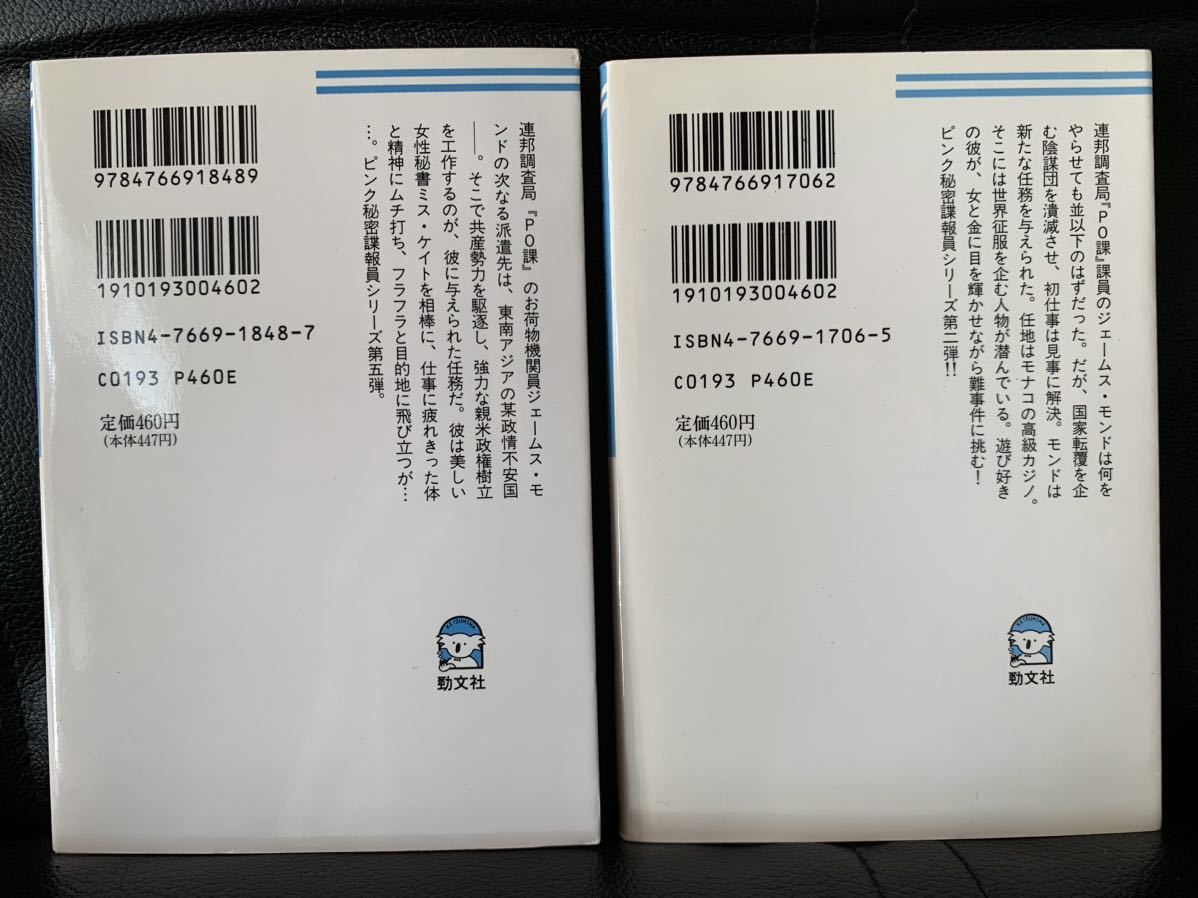 9784766918489
1910193004602
ISBN4-7669-1848-7
C0193 P460E
定価460円
(本体447円)
連邦調査局『PO課』のお荷物機関員ジェームス・モ
ンドの次なる派遣先は、東南アジアの某政情不安国
――。そこで共産勢力を駆逐し、強力な親米政権樹立
を工作するのが、彼に与えられた任務だ。彼は美しい
女性秘書ミス・ケイトを相棒に、仕事に疲れきった体
と精神にムチ打ち、フラフラと目的地に飛び立つが…
…。ピンク秘密諜報員シリーズ第五弾。
KEIBUNSHA
勁文社
9784766917062
1910193004602
ISBN4-7669-1706-5
C0193 P460E
定価460円
(本体447円)
連邦調査局『PO課』課員のジェームス・モンドは何を
やらせても並以下のはずだった。だが、国家転覆を企
む陰謀団を潰滅させ、初仕事は見事に解決。モンドは
新たな任務を与えられた。任地はモナコの高級カジノ。
そこには世界征服を企む人物が潜んでいる。遊び好き
の彼が、女と金に目を輝かせながら難事件に挑む!
ピンク秘密諜報員シリーズ第二弾!!
KEIBUNSHA
勁文社